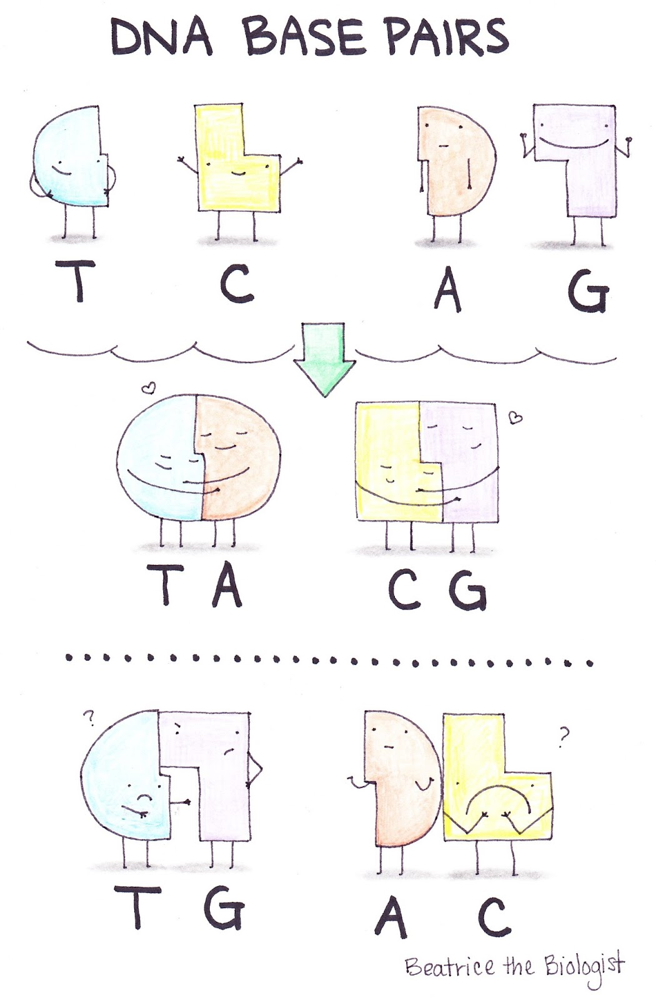 DNA BASE PAIRS
T C A G
T A C G
? ?
T G A C
Beatrice the Biologist